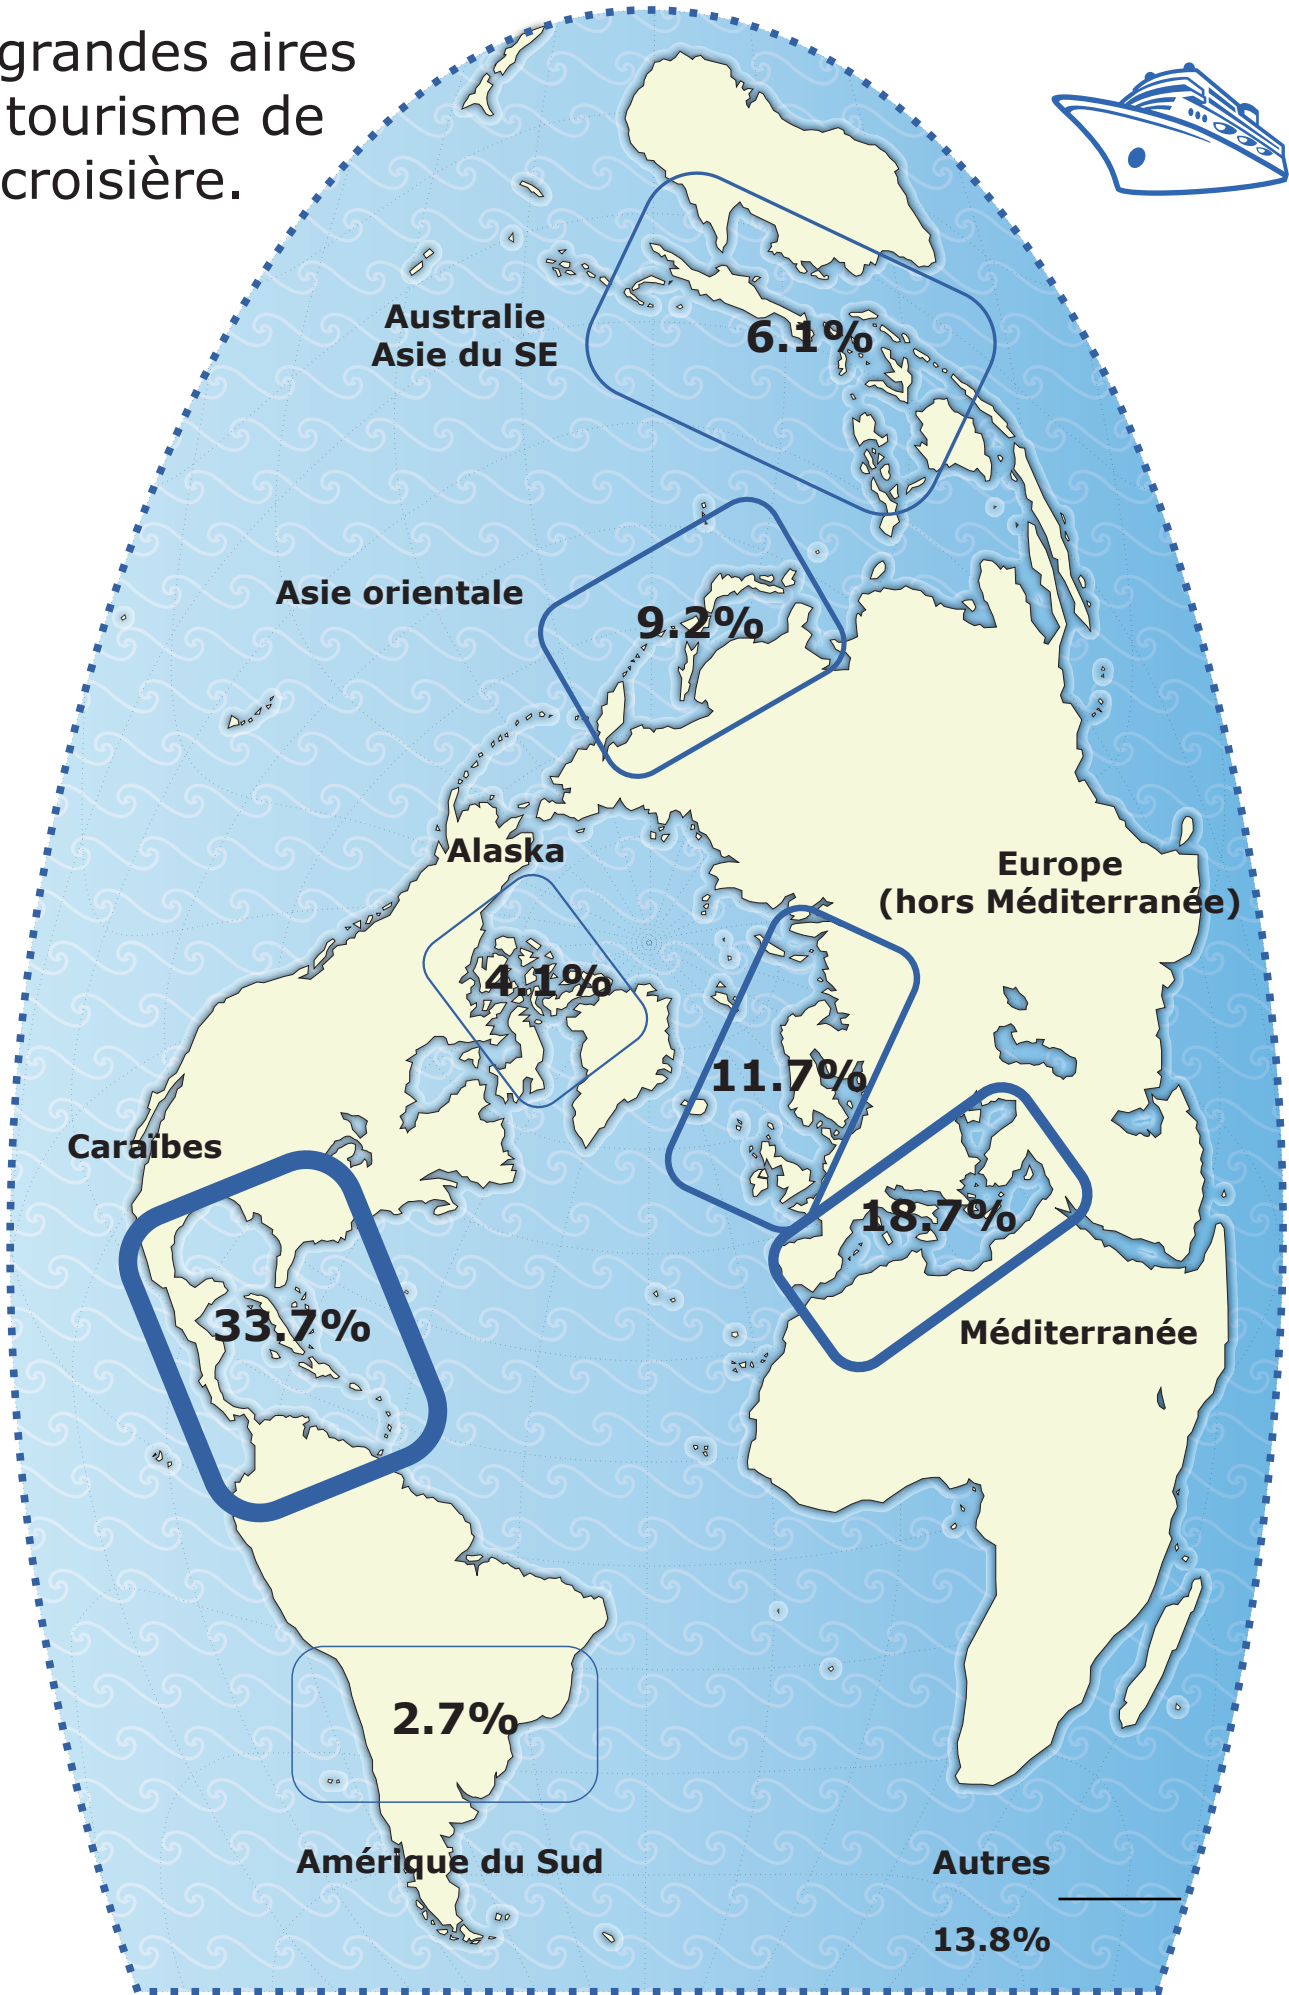 grandes aires
tourisme de
croisière.
Australie
Asie du SE
6.1%
Asie orientale
9.2%
Alaska
4.1%
Europe
(hors Méditerranée)
11.7%
Caraïbes
33.7%
18.7%
Méditerranée
2.7%
Amérique du Sud
Autres
13.8%